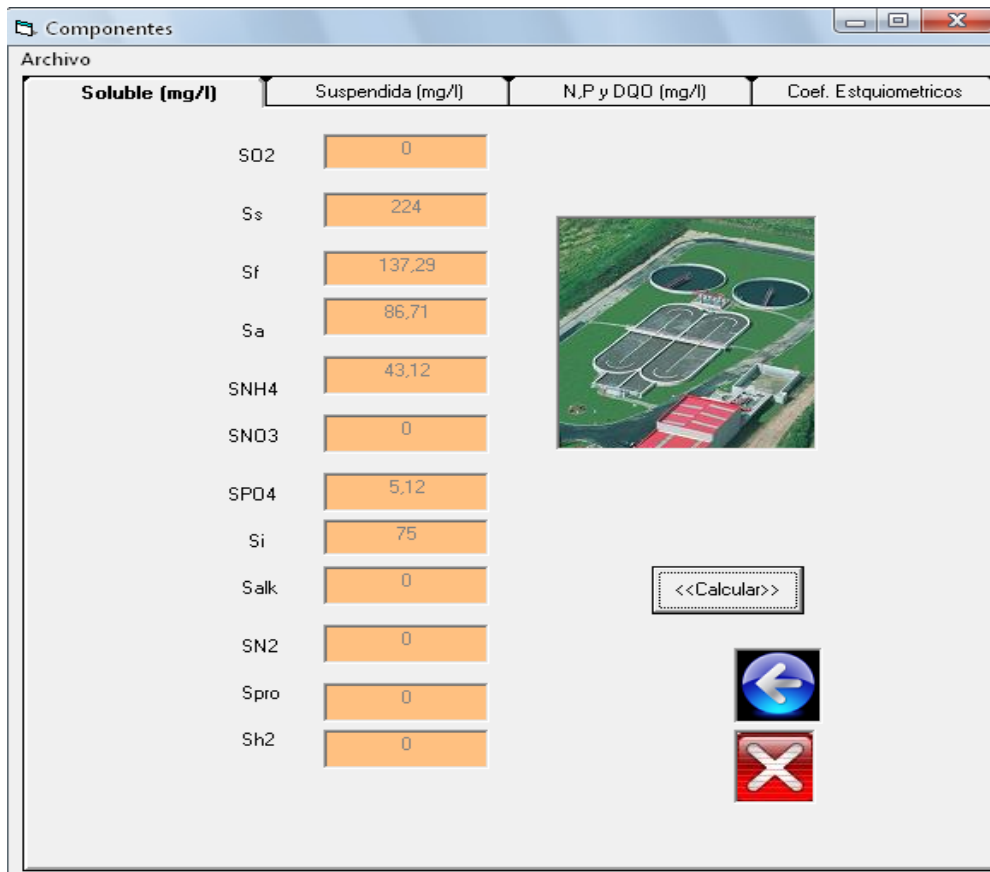 Componentes
Archivo
Soluble (mg/l) Suspendida (mg/l) N,P y DQO (mg/l) Coef. Estquiometricos
SO2 0
Ss 224
Sf 137,29
Sa 86,71
SNH4 43,12
SNO3 0
SPO4 5,12
Si 75
Salk 0
<<Calcular>>
SN2 0
Spro 0
Sh2 0